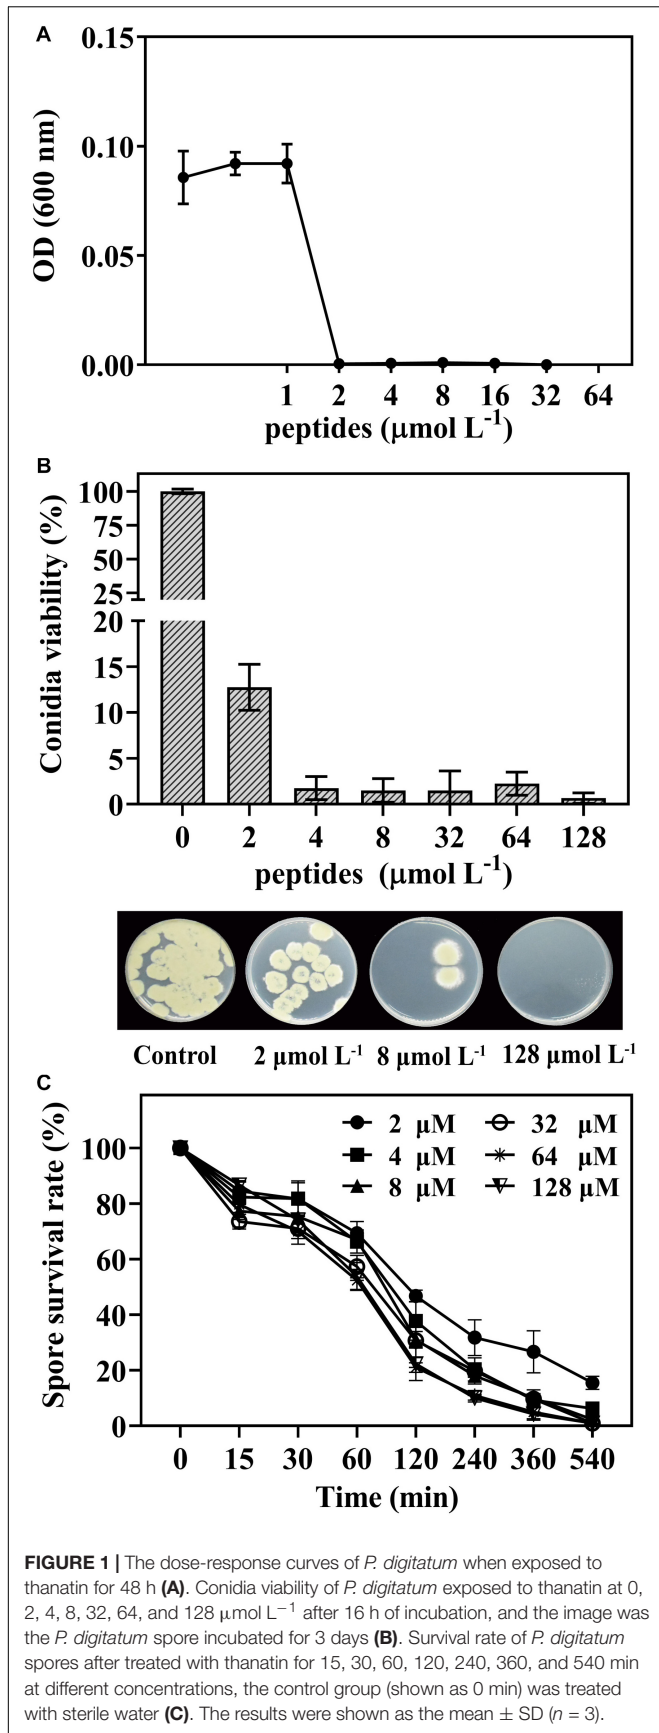 A
0.15
0.10
0.05
0.00
OD (600 nm)
1 2 4 8 16 32 64
peptides (μmol L⁻¹)
B
100
75
50
25
20
15
10
5
0
Conidia viability (%)
0 2 4 8 32 64 128
peptides (μmol L⁻¹)
Control 2 μmol L⁻¹ 8 μmol L⁻¹ 128 μmol L⁻¹
C
100
80
60
40
20
0
Spore survival rate (%)
2 μM 32 μM
4 μM 64 μM
8 μM 128 μM
0 15 30 60 120 240 360 540
Time (min)
FIGURE 1 | The dose-response curves of P. digitatum when exposed to
thanatin for 48 h (A). Conidia viability of P. digitatum exposed to thanatin at 0,
2, 4, 8, 32, 64, and 128 μmol L⁻¹ after 16 h of incubation, and the image was
the P. digitatum spore incubated for 3 days (B). Survival rate of P. digitatum
spores after treated with thanatin for 15, 30, 60, 120, 240, 360, and 540 min
at different concentrations, the control group (shown as 0 min) was treated
with sterile water (C). The results were shown as the mean ± SD (n = 3).